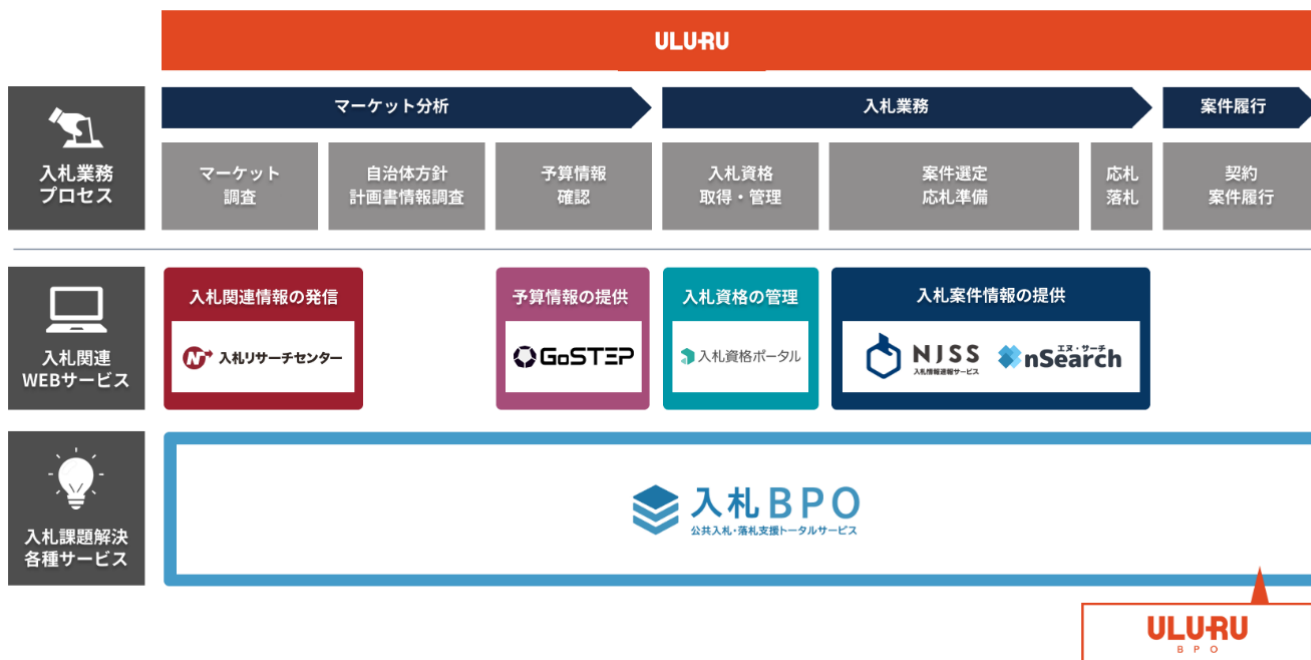 ULURU
マーケット分析
入札業務
案件履行
入札業務
プロセス
マーケット
調査
自治体方針
計画書情報調査
予算情報
確認
入札資格
取得・管理
案件選定
応札準備
応札
落札
契約
案件履行
入札関連
WEBサービス
入札関連情報の発信
入札リサーチセンター
予算情報の提供
GoSTEP
入札資格の管理
入札資格ポータル
入札案件情報の提供
NJSS
入札情報速報サービス
エヌ・サーチ
nSearch
入札課題解決
各種サービス
入札BPO
公共入札・落札支援トータルサービス
ULURU
BPO